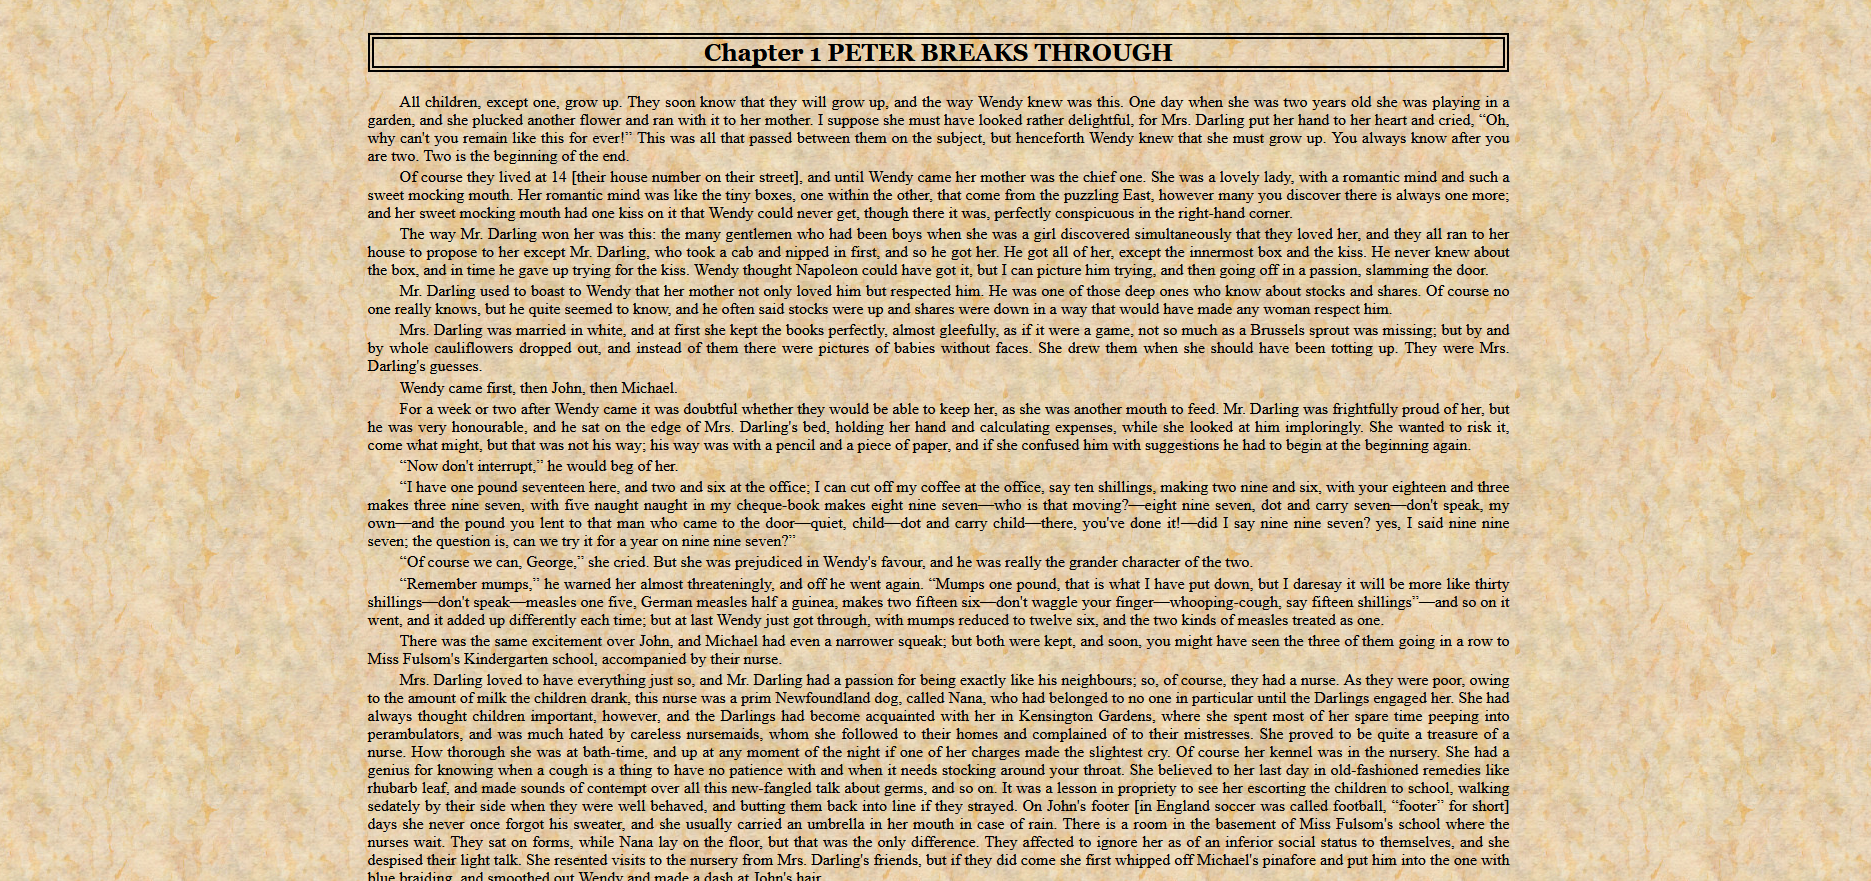 Chapter 1 PETER BREAKS THROUGH
All children, except one, grow up. They soon know that they will grow up, and the way Wendy knew was this. One day when she was two years old she was playing in a
garden, and she plucked another flower and ran with it to her mother. I suppose she must have looked rather delightful, for Mrs. Darling put her hand to her heart and cried, “Oh,
why can't you remain like this for ever!” This was all that passed between them on the subject, but henceforth Wendy knew that she must grow up. You always know after you
are two. Two is the beginning of the end.
Of course they lived at 14 [their house number on their street], and until Wendy came her mother was the chief one. She was a lovely lady, with a romantic mind and such a
sweet mocking mouth. Her romantic mind was like the tiny boxes, one within the other, that come from the puzzling East, however many you discover there is always one more;
and her sweet mocking mouth had one kiss on it that Wendy could never get, though there it was, perfectly conspicuous in the right-hand corner.
The way Mr. Darling won her was this: the many gentlemen who had been boys when she was a girl discovered simultaneously that they loved her, and they all ran to her
house to propose to her except Mr. Darling, who took a cab and nipped in first, and so he got her. He got all of her, except the innermost box and the kiss. He never knew about
the box, and in time he gave up trying for the kiss. Wendy thought Napoleon could have got it, but I can picture him trying, and then going off in a passion, slamming the door.
Mr. Darling used to boast to Wendy that her mother not only loved him but respected him. He was one of those deep ones who know about stocks and shares. Of course no
one really knows, but he quite seemed to know, and he often said stocks were up and shares were down in a way that would have made any woman respect him.
Mrs. Darling was married in white, and at first she kept the books perfectly, almost gleefully, as if it were a game, not so much as a Brussels sprout was missing; but by and
by whole cauliflowers dropped out, and instead of them there were pictures of babies without faces. She drew them when she should have been totting up. They were Mrs.
Darling's guesses.
Wendy came first, then John, then Michael.
For a week or two after Wendy came it was doubtful whether they would be able to keep her, as she was another mouth to feed. Mr. Darling was frightfully proud of her, but
he was very honourable, and he sat on the edge of Mrs. Darling's bed, holding her hand and calculating expenses, while she looked at him imploringly. She wanted to risk it,
come what might, but that was not his way; his way was with a pencil and a piece of paper, and if she confused him with suggestions he had to begin at the beginning again.
“Now don't interrupt,” he would beg of her.
“I have one pound seventeen here, and two and six at the office; I can cut off my coffee at the office, say ten shillings, making two nine and six, with your eighteen and three
makes three nine seven, with five naught naught in my cheque-book makes eight nine seven—who is that moving?—eight nine seven, dot and carry seven—don't speak, my
own—and the pound you lent to that man who came to the door—quiet, child—dot and carry child—there, you've done it!—did I say nine nine seven? yes, I said nine nine
seven; the question is, can we try it for a year on nine nine seven?”
“Of course we can, George,” she cried. But she was prejudiced in Wendy's favour, and he was really the grander character of the two.
“Remember mumps,” he warned her almost threateningly, and off he went again. “Mumps one pound, that is what I have put down, but I daresay it will be more like thirty
shillings—don't speak—measles one five, German measles half a guinea, makes two fifteen six—don't waggle your finger—whooping-cough, say fifteen shillings”—and so on it
went, and it added up differently each time; but at last Wendy just got through, with mumps reduced to twelve six, and the two kinds of measles treated as one.
There was the same excitement over John, and Michael had even a narrower squeak; but both were kept, and soon, you might have seen the three of them going in a row to
Miss Fulsom's Kindergarten school, accompanied by their nurse.
Mrs. Darling loved to have everything just so, and Mr. Darling had a passion for being exactly like his neighbours; so, of course, they had a nurse. As they were poor, owing
to the amount of milk the children drank, this nurse was a prim Newfoundland dog, called Nana, who had belonged to no one in particular until the Darlings engaged her. She had
always thought children important, however, and the Darlings had become acquainted with her in Kensington Gardens, where she spent most of her spare time peeping into
perambulators, and was much hated by careless nursemaids, whom she followed to their homes and complained of to their mistresses. She proved to be quite a treasure of a
nurse. How thorough she was at bath-time, and up at any moment of the night if one of her charges made the slightest cry. Of course her kennel was in the nursery. She had a
genius for knowing when a cough is a thing to have no patience with and when it needs stocking around your throat. She believed to her last day in old-fashioned remedies like
rhubarb leaf, and made sounds of contempt over all this new-fangled talk about germs, and so on. It was a lesson in propriety to see her escorting the children to school, walking
sedately by their side when they were well behaved, and butting them back into line if they strayed. On John's footer [in England soccer was called football, “footer” for short]
days she never once forgot his sweater, and she usually carried an umbrella in her mouth in case of rain. There is a room in the basement of Miss Fulsom's school where the
nurses wait. They sat on forms, while Nana lay on the floor, but that was the only difference. They affected to ignore her as of an inferior social status to themselves, and she
despised their light talk. She resented visits to the nursery from Mrs. Darling's friends, but if they did come she first whipped off Michael's pinafore and put him into the one with
blue braiding, and smoothed out Wendy and made a dash at John's hair.